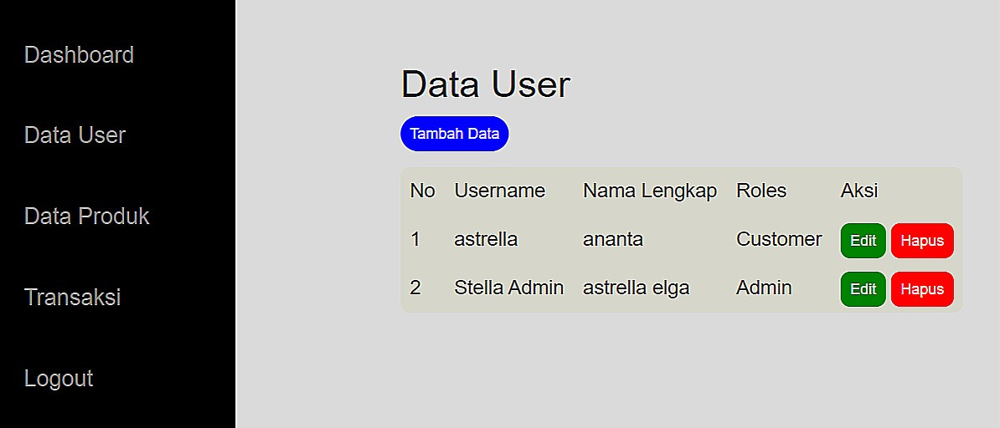 Dashboard
Data User
Data Produk
Transaksi
Logout
Data User
Tambah Data
No Username Nama Lengkap Roles Aksi
1 astrella ananta Customer Edit Hapus
2 Stella Admin astrella elga Admin Edit Hapus